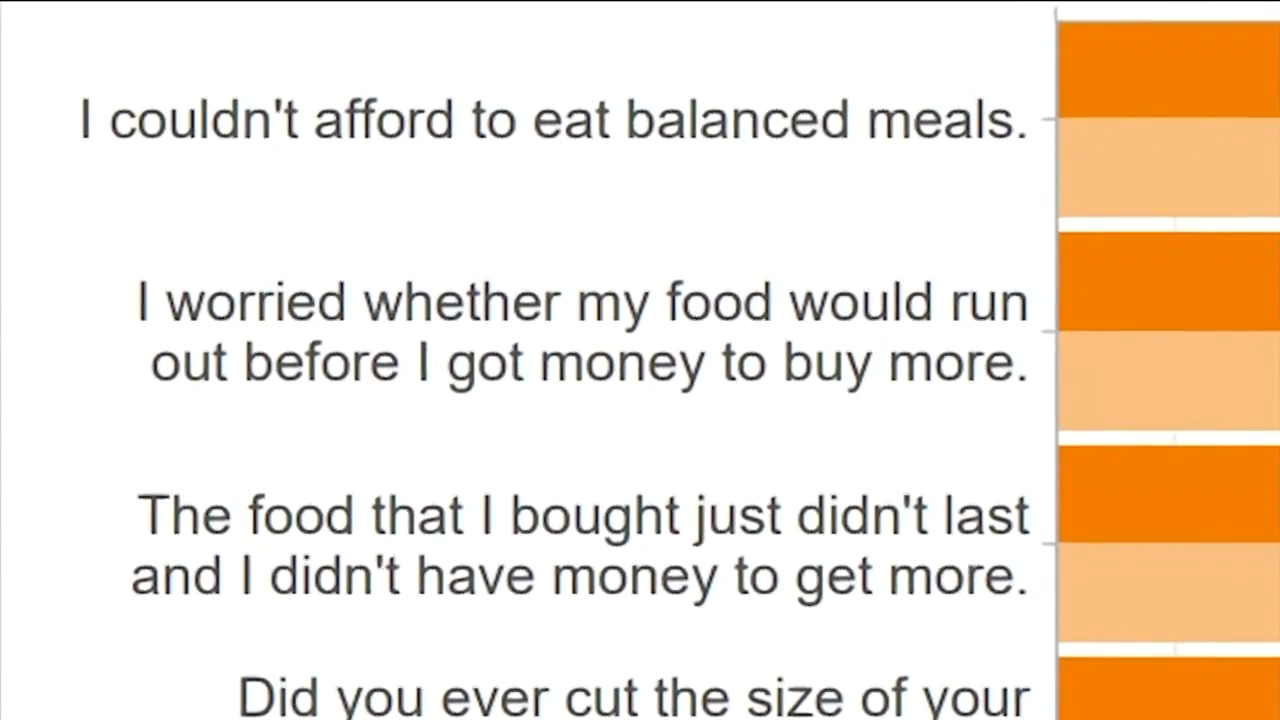 I couldn't afford to eat balanced meals.
I worried whether my food would run
out before I got money to buy more.
The food that I bought just didn't last
and I didn't have money to get more.
Did you ever cut the size of your